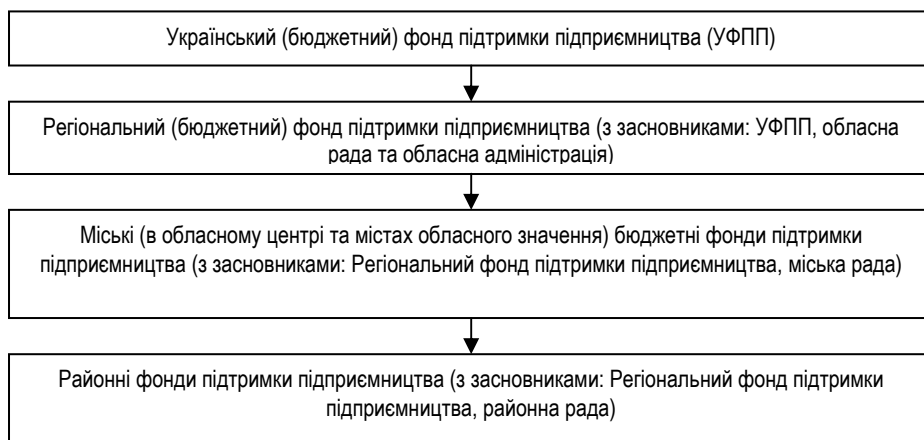 Український (бюджетний) фонд підтримки підприємництва (УФПП)
Регіональний (бюджетний) фонд підтримки підприємництва (з засновниками: УФПП, обласна
рада та обласна адміністрація)
Міські (в обласному центрі та містах обласного значення) бюджетні фонди підтримки
підприємництва (з засновниками: Регіональний фонд підтримки підприємництва, міська рада)
Районні фонди підтримки підприємництва (з засновниками: Регіональний фонд підтримки
підприємництва, районна рада)